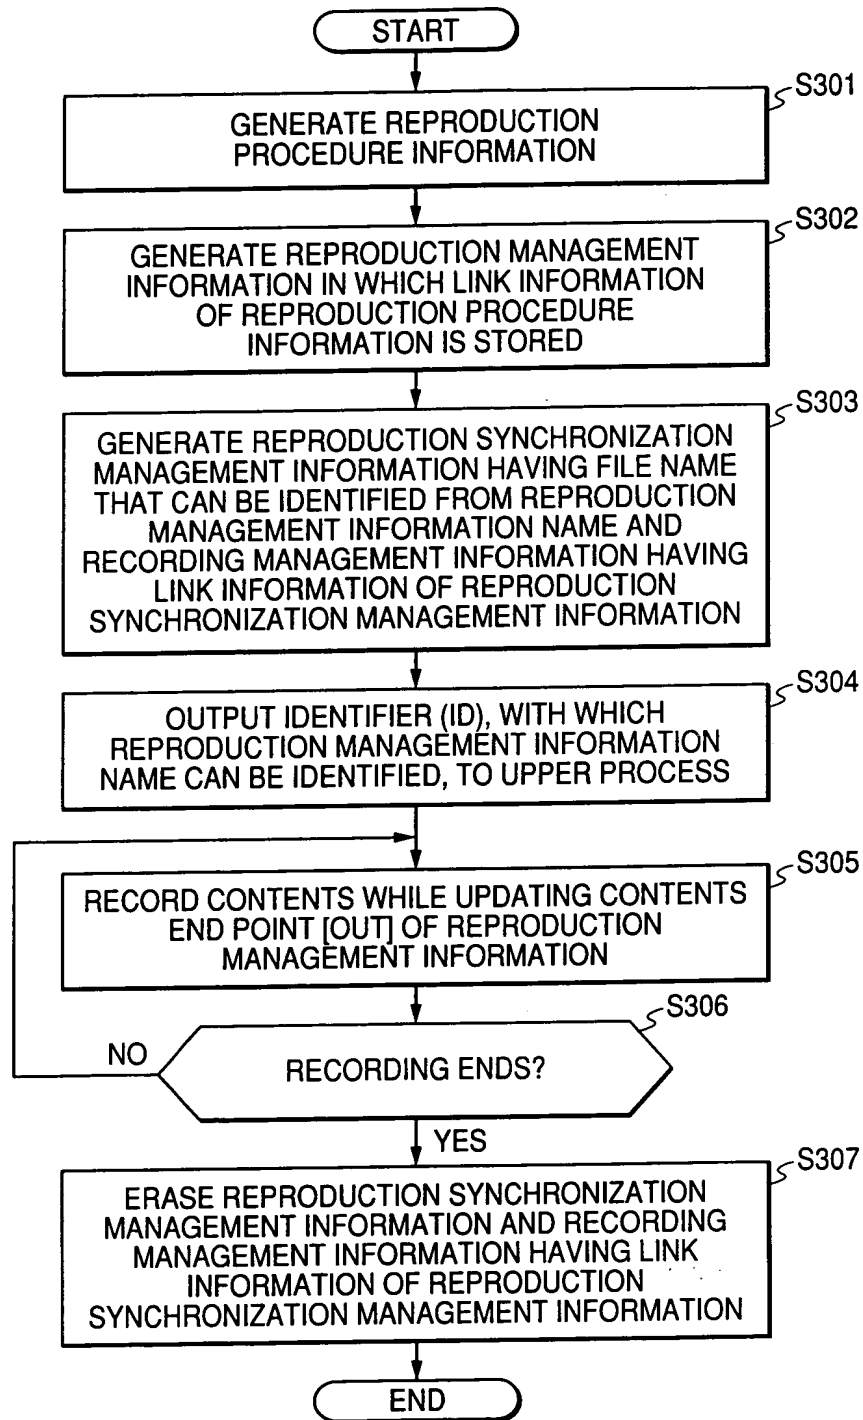 START
S301
GENERATE REPRODUCTION
PROCEDURE INFORMATION
S302
GENERATE REPRODUCTION MANAGEMENT
INFORMATION IN WHICH LINK INFORMATION
OF REPRODUCTION PROCEDURE
INFORMATION IS STORED
S303
GENERATE REPRODUCTION SYNCHRONIZATION
MANAGEMENT INFORMATION HAVING FILE NAME
THAT CAN BE IDENTIFIED FROM REPRODUCTION
MANAGEMENT INFORMATION NAME AND
RECORDING MANAGEMENT INFORMATION HAVING
LINK INFORMATION OF REPRODUCTION
SYNCHRONIZATION MANAGEMENT INFORMATION
S304
OUTPUT IDENTIFIER (ID), WITH WHICH
REPRODUCTION MANAGEMENT INFORMATION
NAME CAN BE IDENTIFIED, TO UPPER PROCESS
S305
RECORD CONTENTS WHILE UPDATING CONTENTS
END POINT [OUT] OF REPRODUCTION
MANAGEMENT INFORMATION
S306
NO
RECORDING ENDS?
YES
S307
ERASE REPRODUCTION SYNCHRONIZATION
MANAGEMENT INFORMATION AND RECORDING
MANAGEMENT INFORMATION HAVING LINK
INFORMATION OF REPRODUCTION
SYNCHRONIZATION MANAGEMENT INFORMATION
END